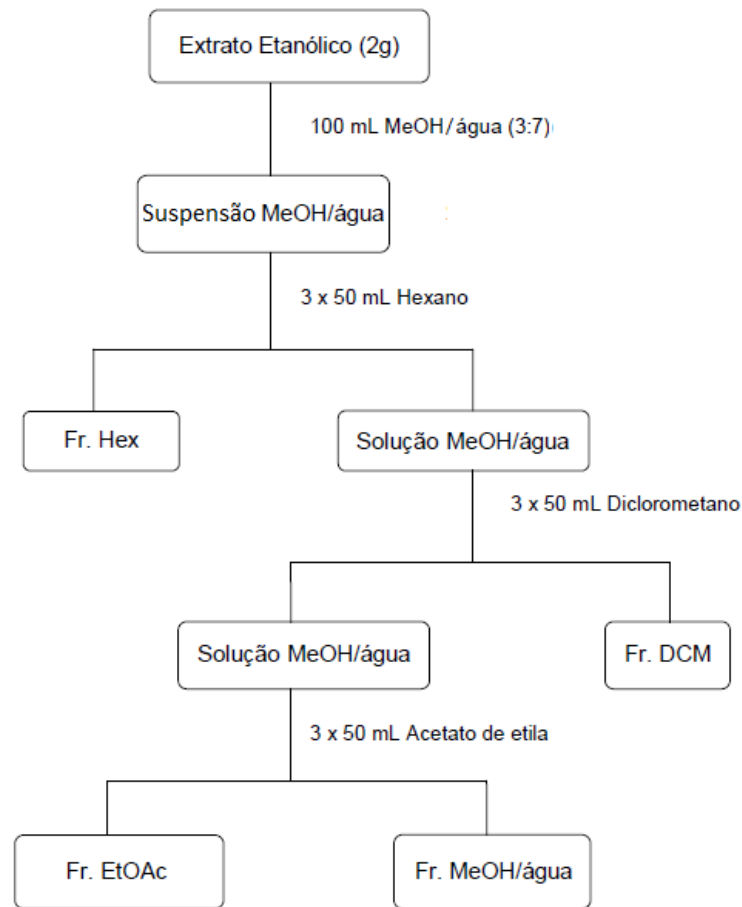 Extrato Etanólico (2g)
100 mL MeOH/água (3:7)
Suspensão MeOH/água
3 x 50 mL Hexano
Fr. Hex
Solução MeOH/água
3 x 50 mL Diclorometano
Solução MeOH/água
Fr. DCM
3 x 50 mL Acetato de etila
Fr. EtOAc
Fr. MeOH/água